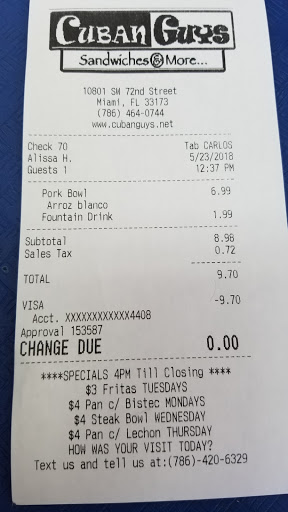 CUBAN GUYS
Sandwiches & More...
10801 SW 72nd Street
Miami, FL 33173
(786) 464-0744
www.cubanguys.net
Check 70 Tab CARLOS
Alissa H. 5/23/2018
Guests 1 12:37 PM
Pork Bowl 6.99
Arroz blanco
Fountain Drink 1.99
Subtotal 8.98
Sales Tax 0.72
TOTAL 9.70
VISA -9.70
Acct. XXXXXXXXXXXX4408
Approval 153587
CHANGE DUE 0.00
****SPECIALS 4PM Till Closing ****
$3 Fritas TUESDAYS
$4 Pan c/ Bistec MONDAYS
$4 Steak Bowl WEDNESDAY
$4 Pan c/ Lechon THURSDAY
HOW WAS YOUR VISIT TODAY?
Text us and tell us at:(786)-420-6329